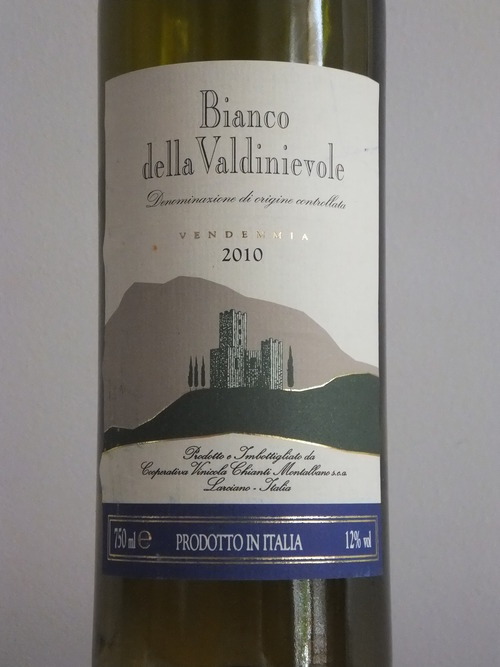 Bianco
della Valdinievole
Denominazione di origine controllata
VENDEMMIA
2010
Prodotto e Imbottigliato da
Cooperativa Vinicola Chianti Montalbano s.c.a.
Larciano - Italia
750 ml e PRODOTTO IN ITALIA 12% vol